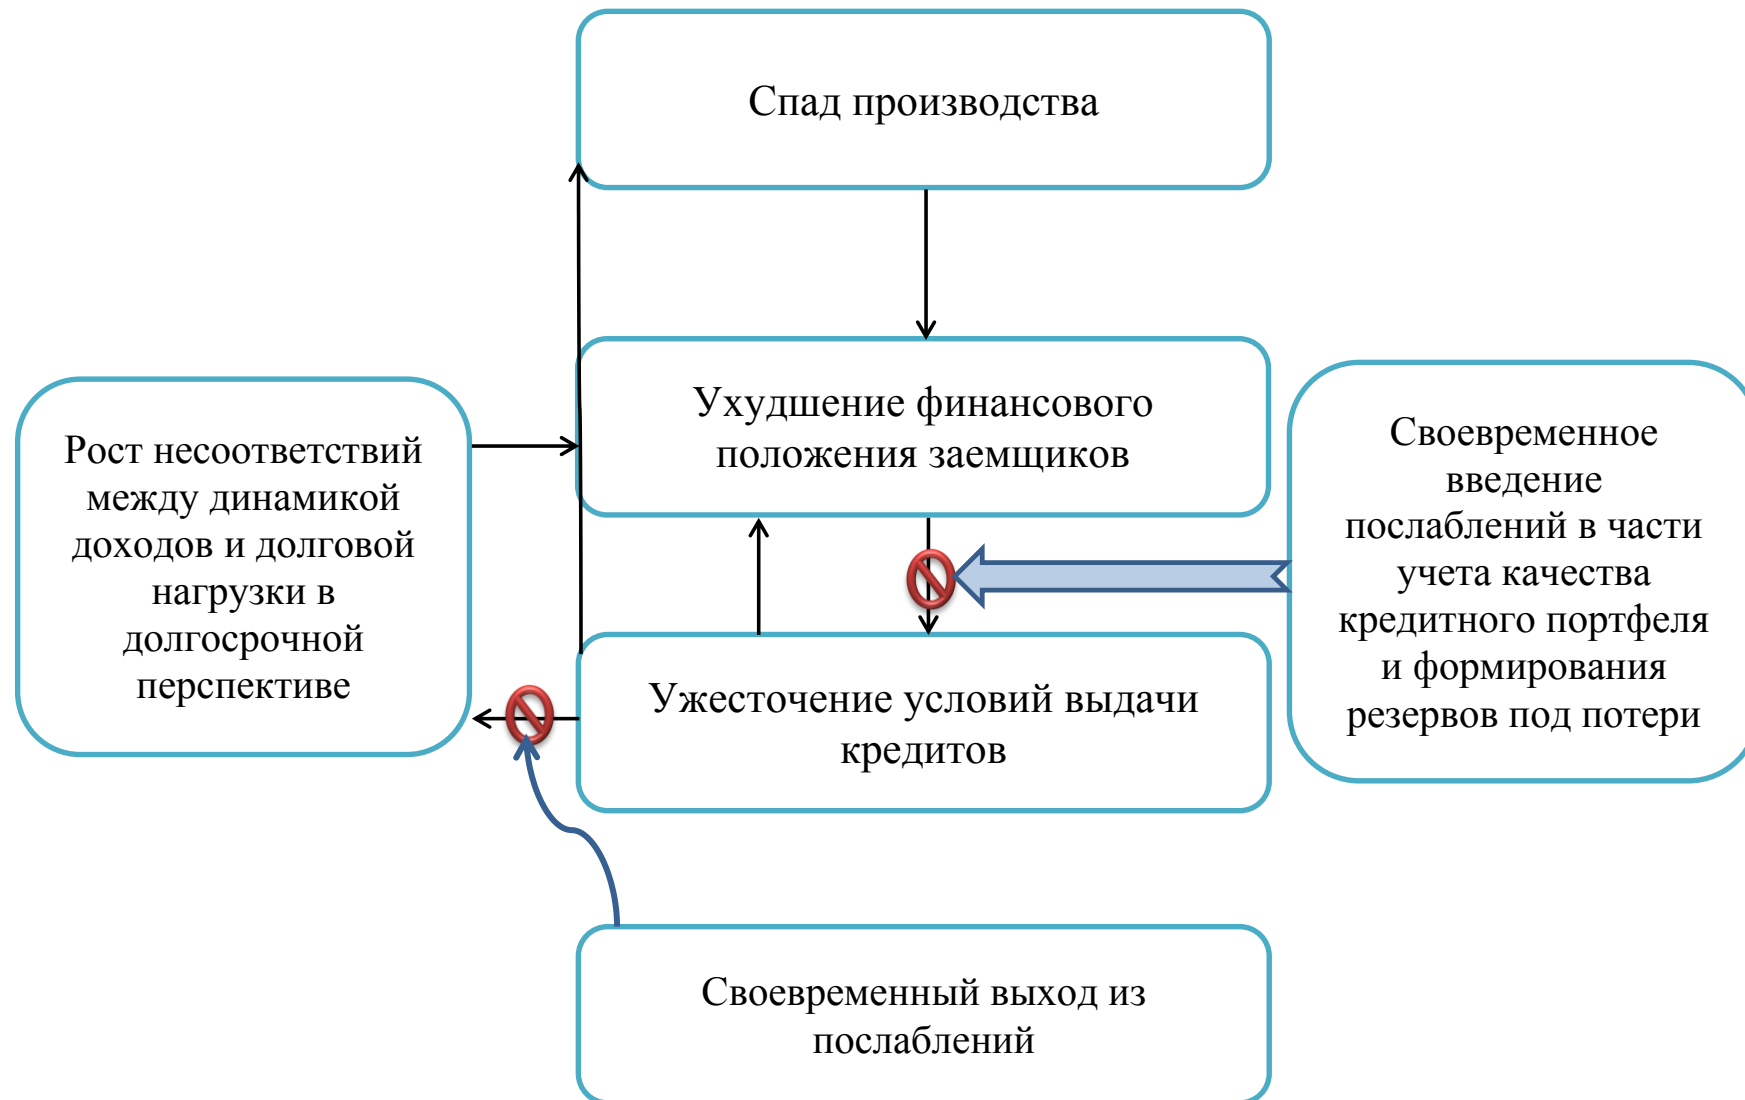 Спад производства
Ухудшение финансового
положения заемщиков
Рост несоответствий
между динамикой
доходов и долговой
нагрузки в
долгосрочной
перспективе
Своевременное
введение
послаблений в части
учета качества
кредитного портфеля
и формирования
резервов под потери
Ужесточение условий выдачи
кредитов
Своевременный выход из
послаблений